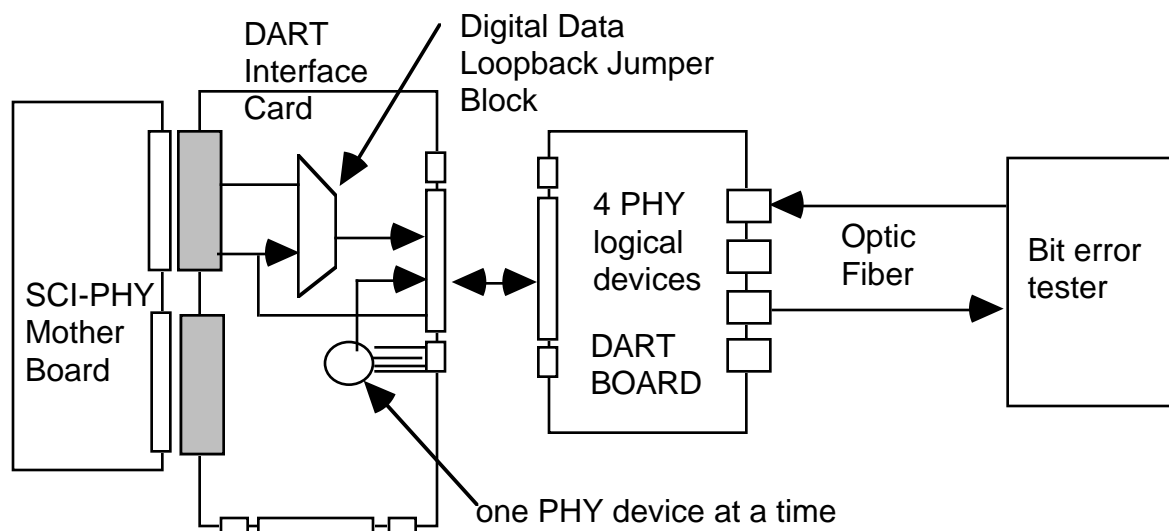 DART
Interface
Card
Digital Data
Loopback Jumper
Block
SCI-PHY
Mother
Board
4 PHY
logical
devices
DART
BOARD
Optic
Fiber
Bit error
tester
one PHY device at a time